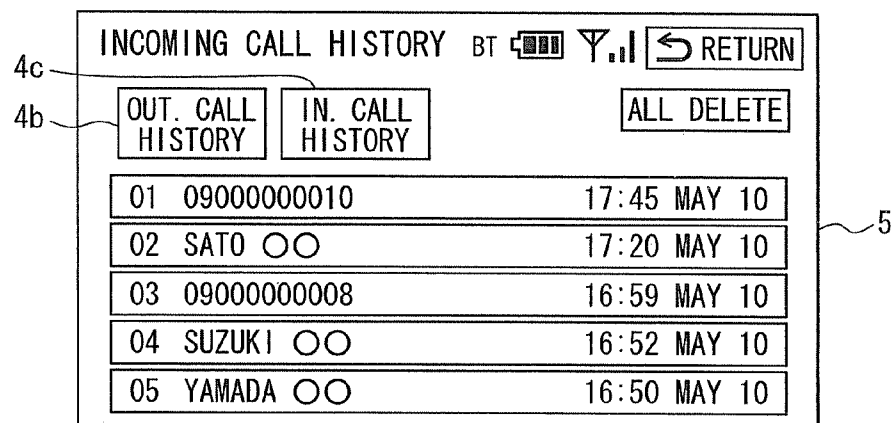 INCOMING CALL HISTORY BT RETURN
4c
4b
OUT. CALL HISTORY
IN. CALL HISTORY
ALL DELETE
01 09000000010 17:45 MAY 10
02 SATO ○○ 17:20 MAY 10
5
03 09000000008 16:59 MAY 10
04 SUZUKI ○○ 16:52 MAY 10
05 YAMADA ○○ 16:50 MAY 10